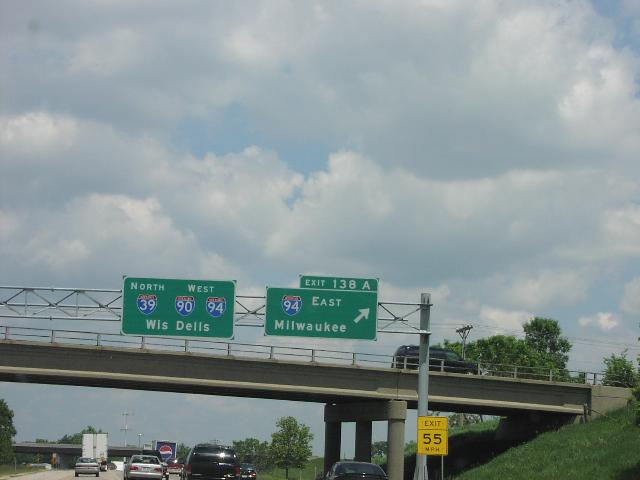 NORTH WEST
39 90 94
Wis Dells
EXIT 138 A
94 EAST
Milwaukee
EXIT
55
MPH